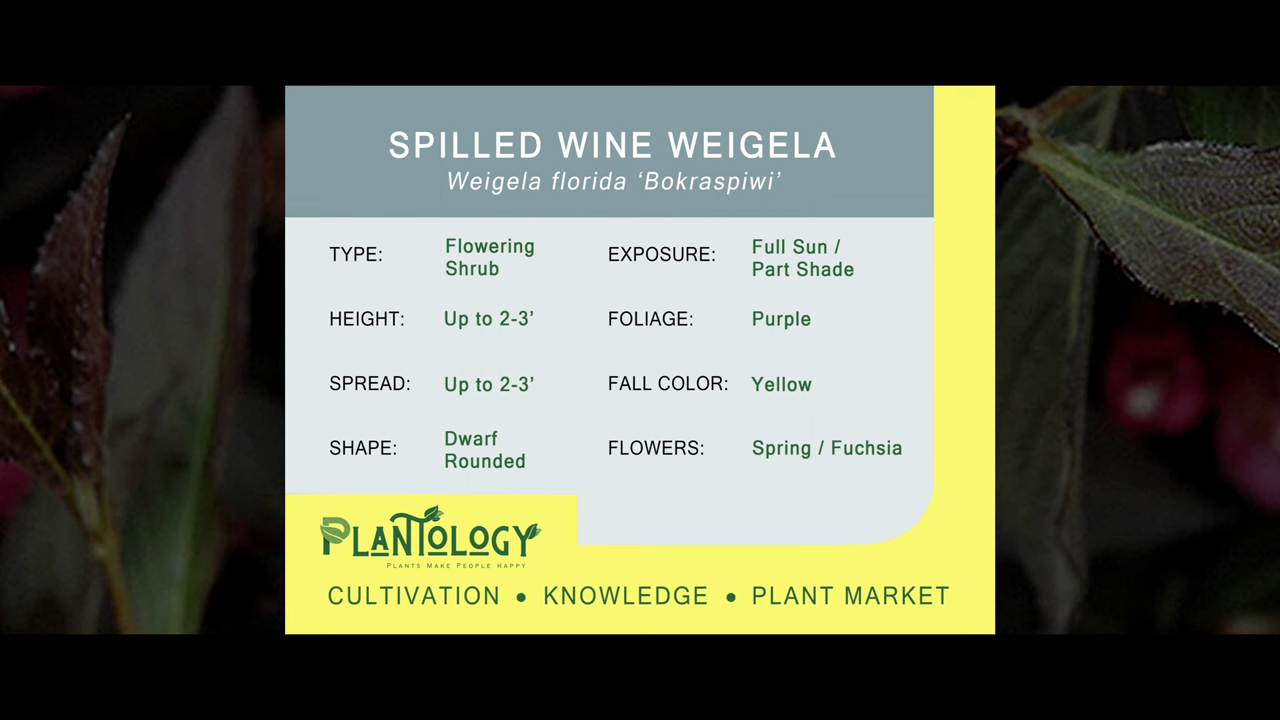 SPILLED WINE WEIGELA
Weigela florida ‘Bokraspiwi’
TYPE: Flowering Shrub
EXPOSURE: Full Sun / Part Shade
HEIGHT: Up to 2-3’
FOLIAGE: Purple
SPREAD: Up to 2-3’
FALL COLOR: Yellow
SHAPE: Dwarf Rounded
FLOWERS: Spring / Fuchsia
PLANTOLOGY
PLANTS MAKE PEOPLE HAPPY
CULTIVATION • KNOWLEDGE • PLANT MARKET